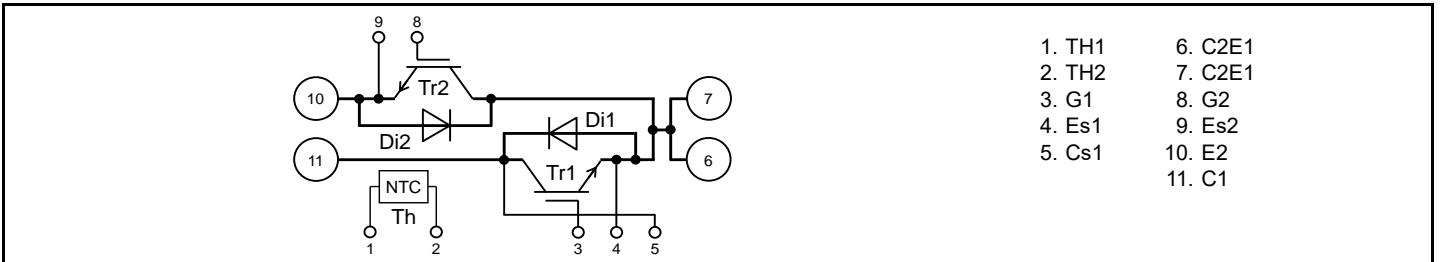 9 8
Tr2
10
7
Di2
Di1
11
Tr1
6
NTC
Th
1 2 3 4 5
1. TH1
2. TH2
3. G1
4. Es1
5. Cs1
6. C2E1
7. C2E1
8. G2
9. Es2
10. E2
11. C1